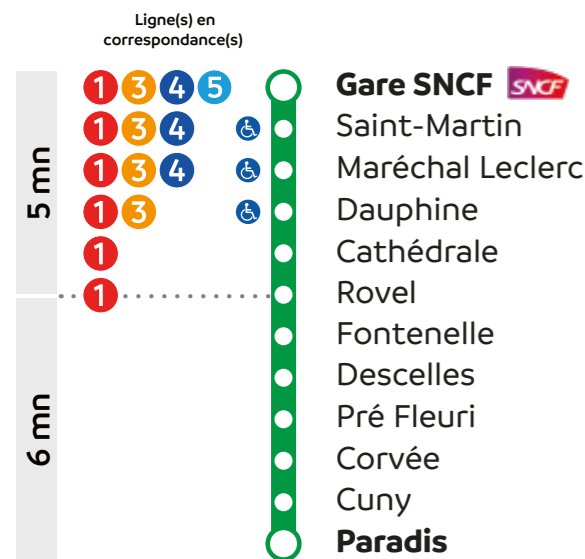 Ligne(s) en
correspondance(s)
1 3 4 5 Gare SNCF SNCF
1 3 4 Saint-Martin
1 3 4 Maréchal Leclerc
1 3 Dauphine
1 Cathédrale
1 Rovel
Fontenelle
Descelles
Pré Fleuri
Corvée
Cuny
Paradis
5 mn
6 mn